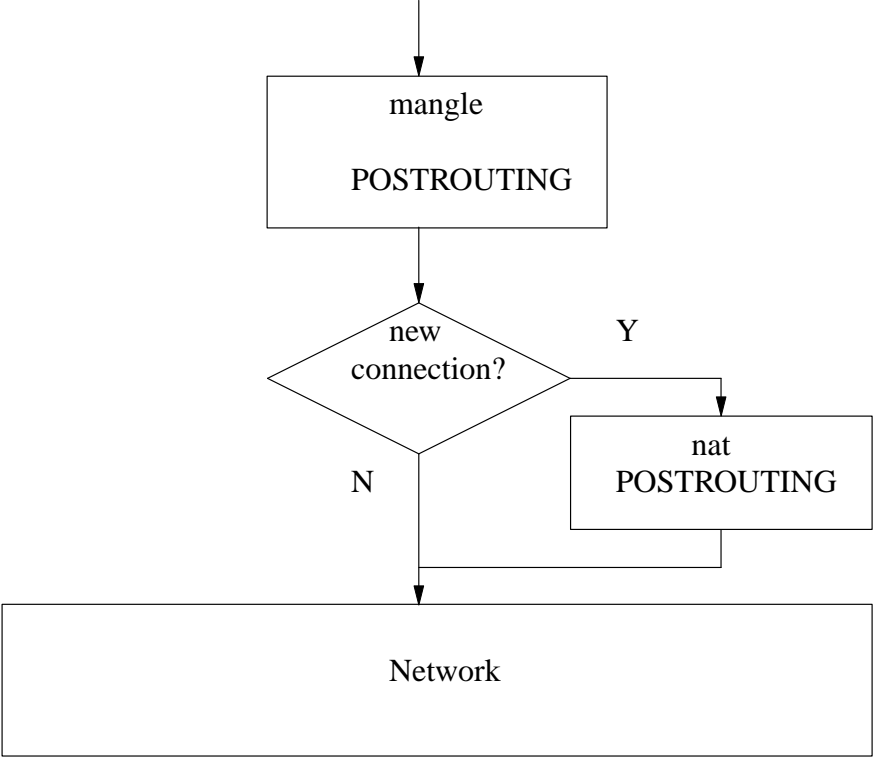 mangle
POSTROUTING
new
connection?
Y
nat
POSTROUTING
N
Network